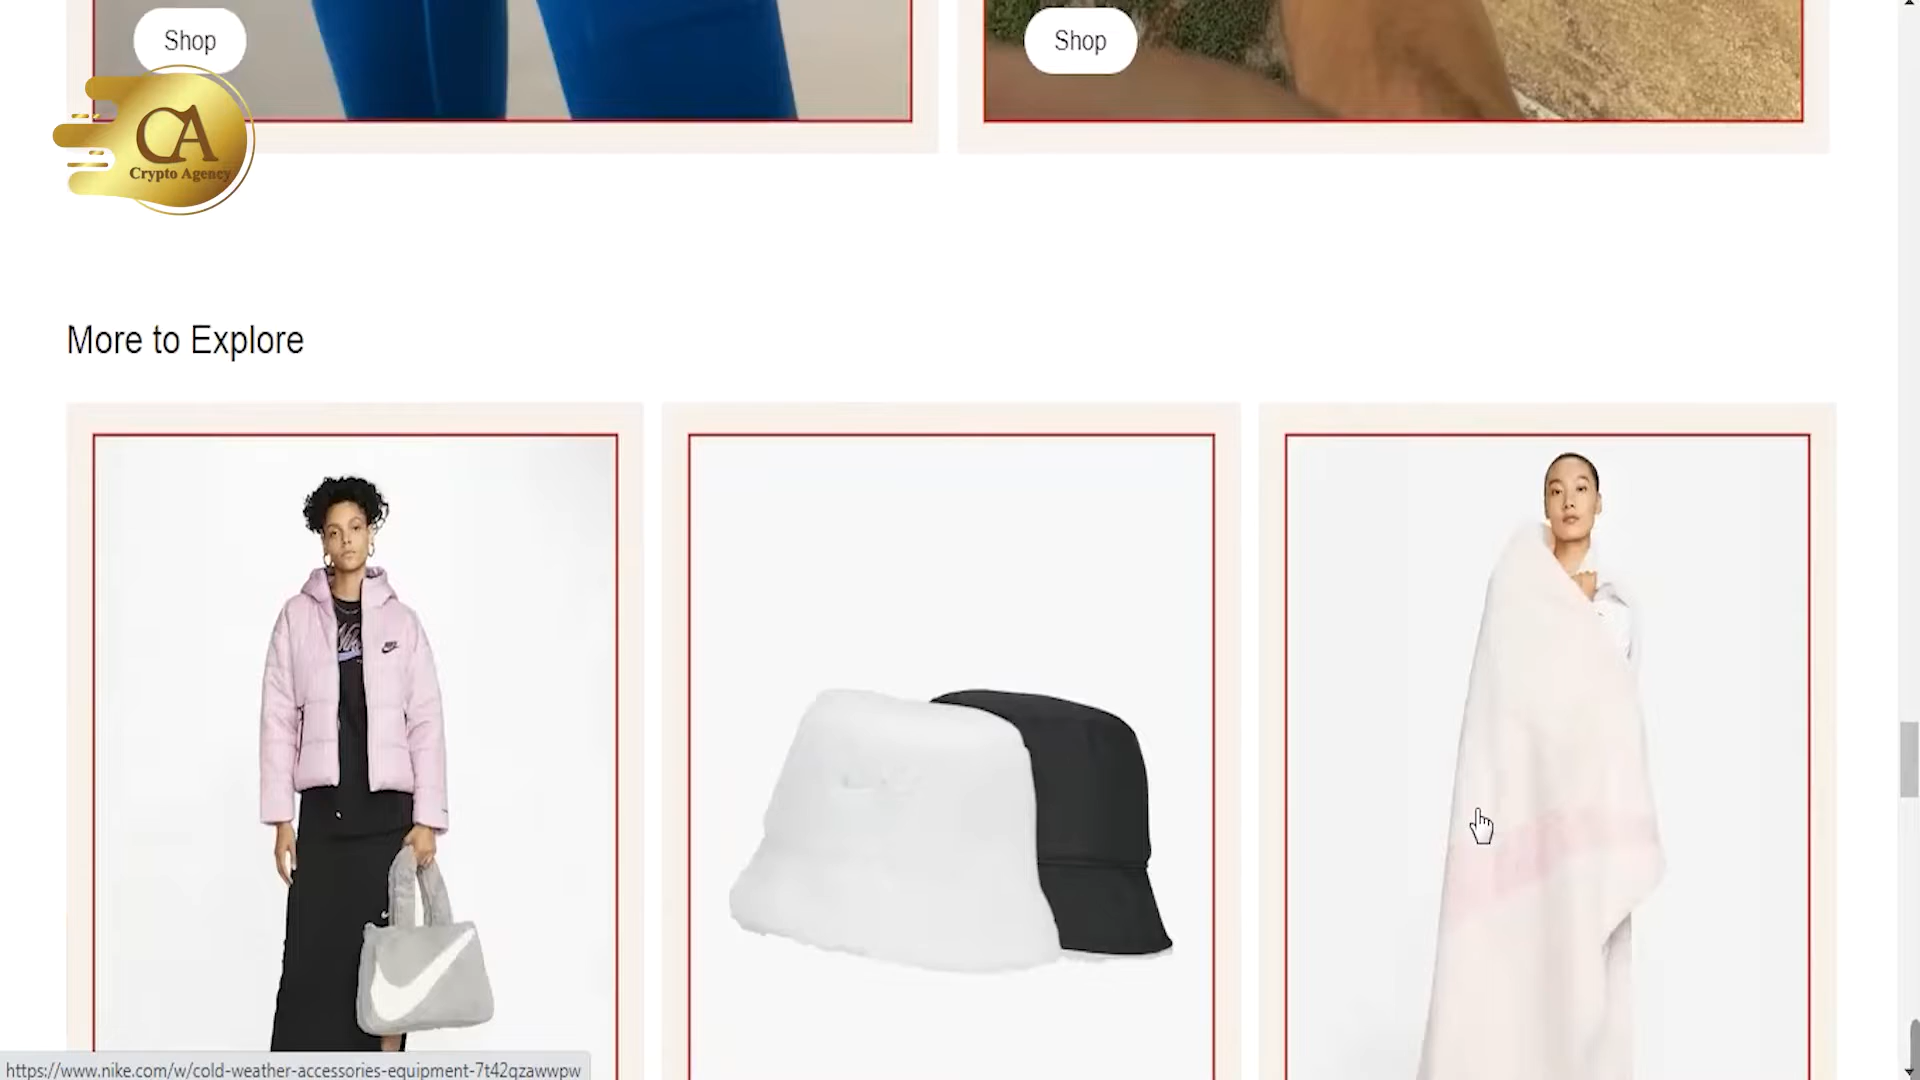 Shop
Shop
CA
Crypto Agency
More to Explore
https://www.nike.com/w/cold-weather-accessories-equipment-7t42qzawwpw